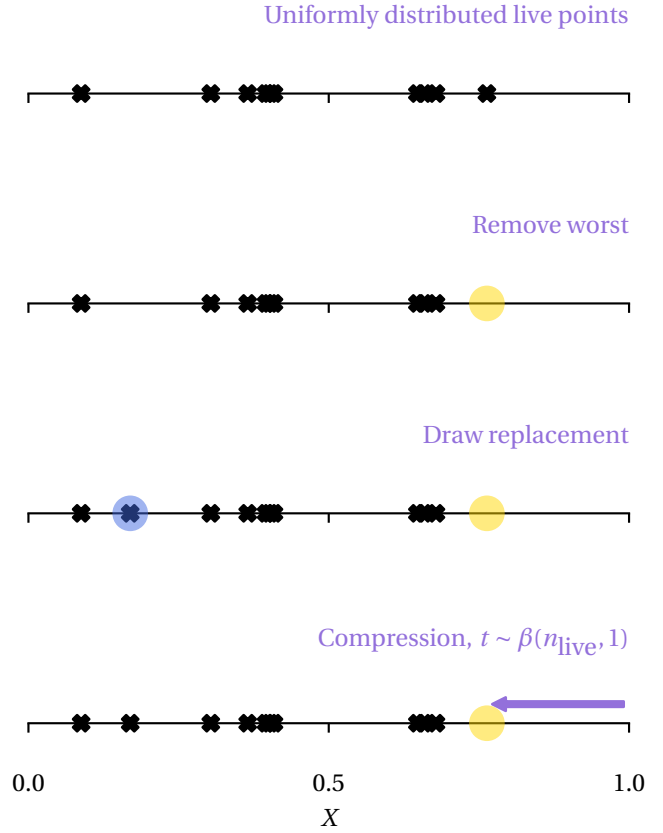 Uniformly distributed live points
Remove worst
Draw replacement
Compression, t ~ β(n_live, 1)
0.0 0.5 1.0
X